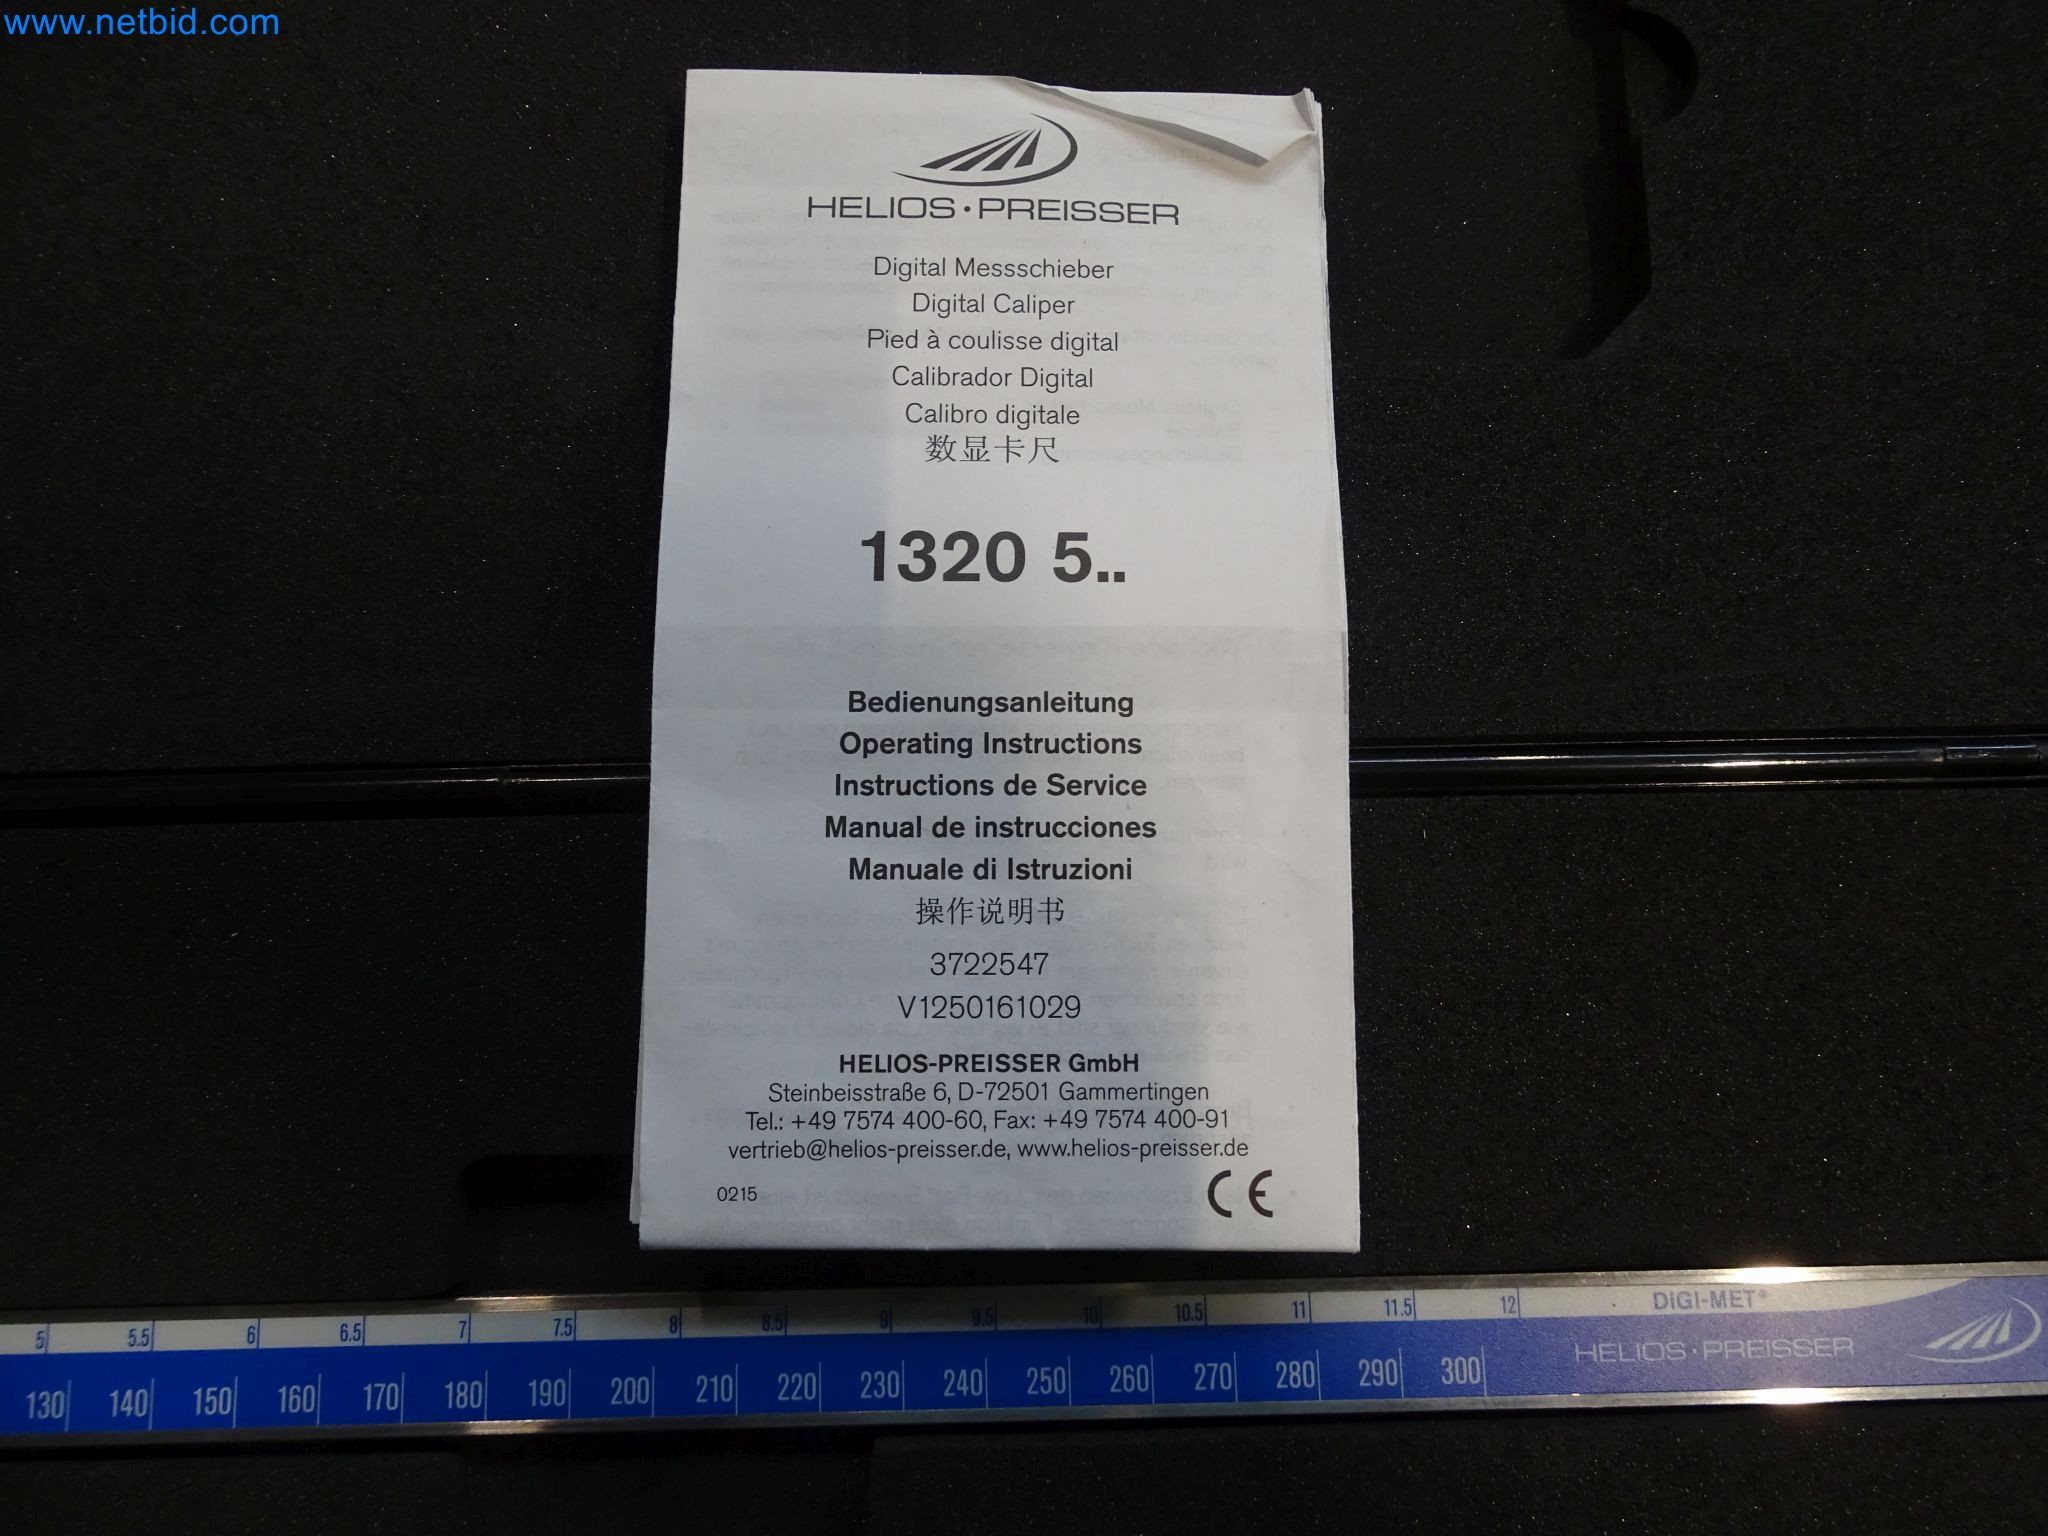 www.netbid.com
HELIOS·PREISSER
Digital Messschieber
Digital Caliper
Pied à coulisse digital
Calibrador Digital
Calibro digitale
数显卡尺
1320 5..
Bedienungsanleitung
Operating Instructions
Instructions de Service
Manual de instrucciones
Manuale di Istruzioni
操作说明书
3722547
V1250161029
HELIOS-PREISSER GmbH
Steinbeisstraße 6, D-72501 Gammertingen
Tel.: +49 7574 400-60, Fax: +49 7574 400-91
vertrieb@helios-preisser.de, www.helios-preisser.de
0215 CE
5 5.5 6 6.5 7 7.5 8 8.5 9 9.5 10 10.5 11 11.5 12 DIGI-MET®
HELIOS·PREISSER
130 140 150 160 170 180 190 200 210 220 230 240 250 260 270 280 290 300